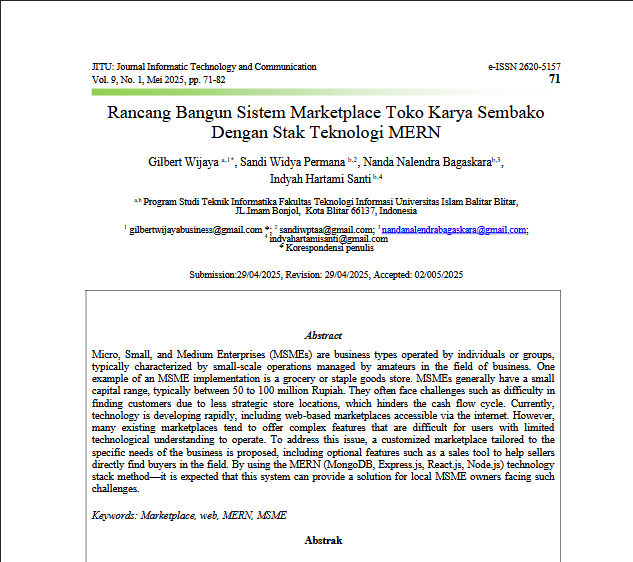 JITU: Journal Informatic Technology and Communication e-ISSN 2620-5157
Vol. 9, No. 1, Mei 2025, pp. 71-82 71
Rancang Bangun Sistem Marketplace Toko Karya Sembako
Dengan Stak Teknologi MERN
Gilbert Wijaya a,1*, Sandi Widya Permana b,2, Nanda Nalendra Bagaskara b,3,
Indyah Hartami Santi b,4
a,b Program Studi Teknik Informatika Fakultas Teknologi Informasi Universitas Islam Balitar Blitar,
JL.Imam Bonjol, Kota Blitar 66137, Indonesia
1 gilbertwijayabusiness@gmail.com *; 2 sandiwptaa@gmail.com; 3 nandanalendrabagaskara@gmail.com;
4 indyahartamisanti@gmail.com
* Korespondensi penulis
Submission:29/04/2025, Revision: 29/04/2025, Accepted: 02/005/2025
Abstract
Micro, Small, and Medium Enterprises (MSMEs) are business types operated by individuals or groups,
typically characterized by small-scale operations managed by amateurs in the field of business. One
example of an MSME implementation is a grocery or staple goods store. MSMEs generally have a small
capital range, typically between 50 to 100 million Rupiah. They often face challenges such as difficulty in
finding customers due to less strategic store locations, which hinders the cash flow cycle. Currently,
technology is developing rapidly, including web-based marketplaces accessible via the internet. However,
many existing marketplaces tend to offer complex features that are difficult for users with limited
technological understanding to operate. To address this issue, a customized marketplace tailored to the
specific needs of the business is proposed, including optional features such as a sales tool to help sellers
directly find buyers in the field. By using the MERN (MongoDB, Express.js, React.js, Node.js) technology
stack method—it is expected that this system can provide a solution for local MSME owners facing such
challenges.
Keywords: Marketplace, web, MERN, MSME
Abstrak